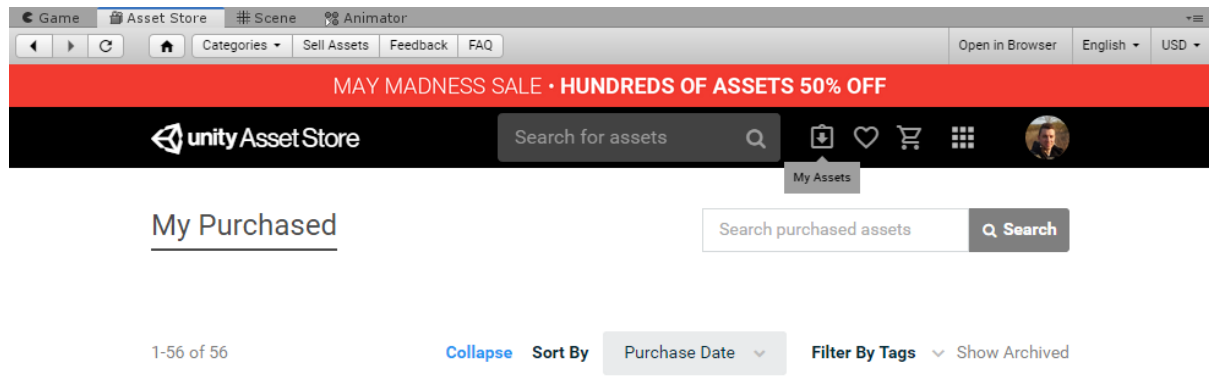 Game Asset Store Scene Animator
Categories Sell Assets Feedback FAQ Open in Browser English USD
MAY MADNESS SALE • HUNDREDS OF ASSETS 50% OFF
unity Asset Store Search for assets
My Assets
My Purchased Search purchased assets Search
1-56 of 56 Collapse Sort By Purchase Date Filter By Tags Show Archived